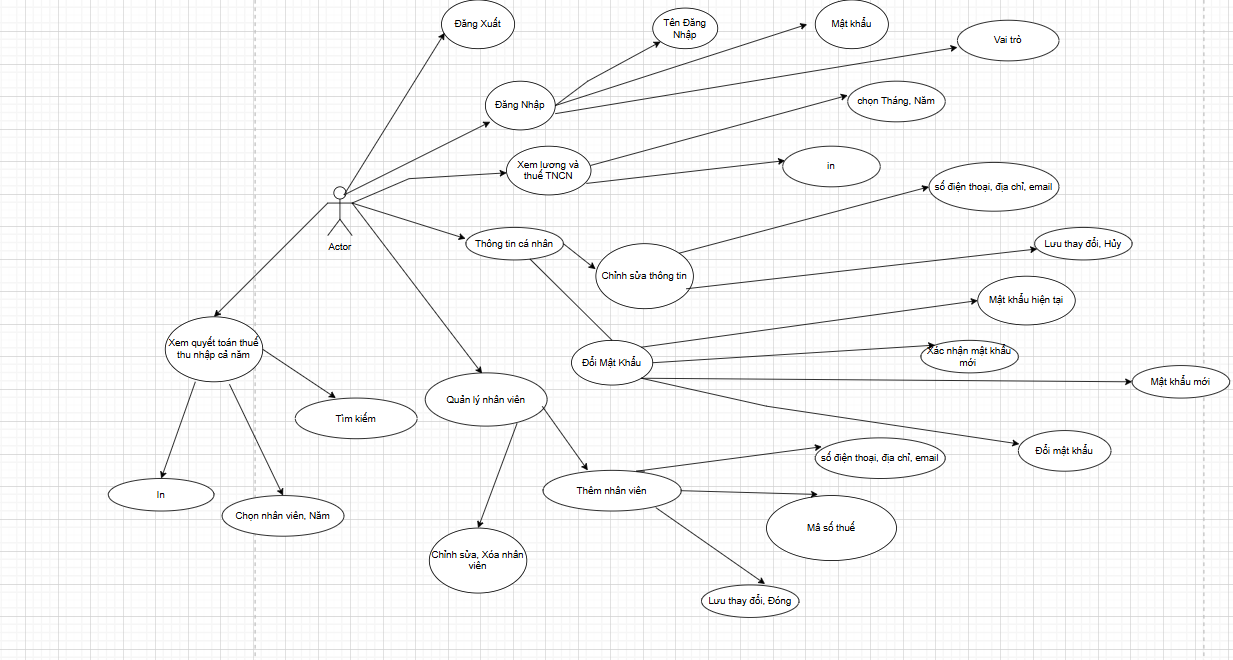 Đăng Xuất
Tên Đăng
Nhập
Mật khẩu
Vai trò
Đăng Nhập
chọn Tháng, Năm
Xem lương và
thuế TNCN
in
số điện thoại, địa chỉ, email
Actor
Thông tin cá nhân
Lưu thay đổi, Hủy
Chỉnh sửa thông tin
Mật khẩu hiện tại
Xem quyết toán thuế
thu nhập cả năm
Đổi Mật Khẩu
Xác nhận mật khẩu
mới
Mật khẩu mới
Quản lý nhân viên
Tìm kiếm
Đổi mật khẩu
số điện thoại, địa chỉ, email
Thêm nhân viên
In
Chọn nhân viên, Năm
Mã số thuế
Chỉnh sửa, Xóa nhân
viên
Lưu thay đổi, Đóng